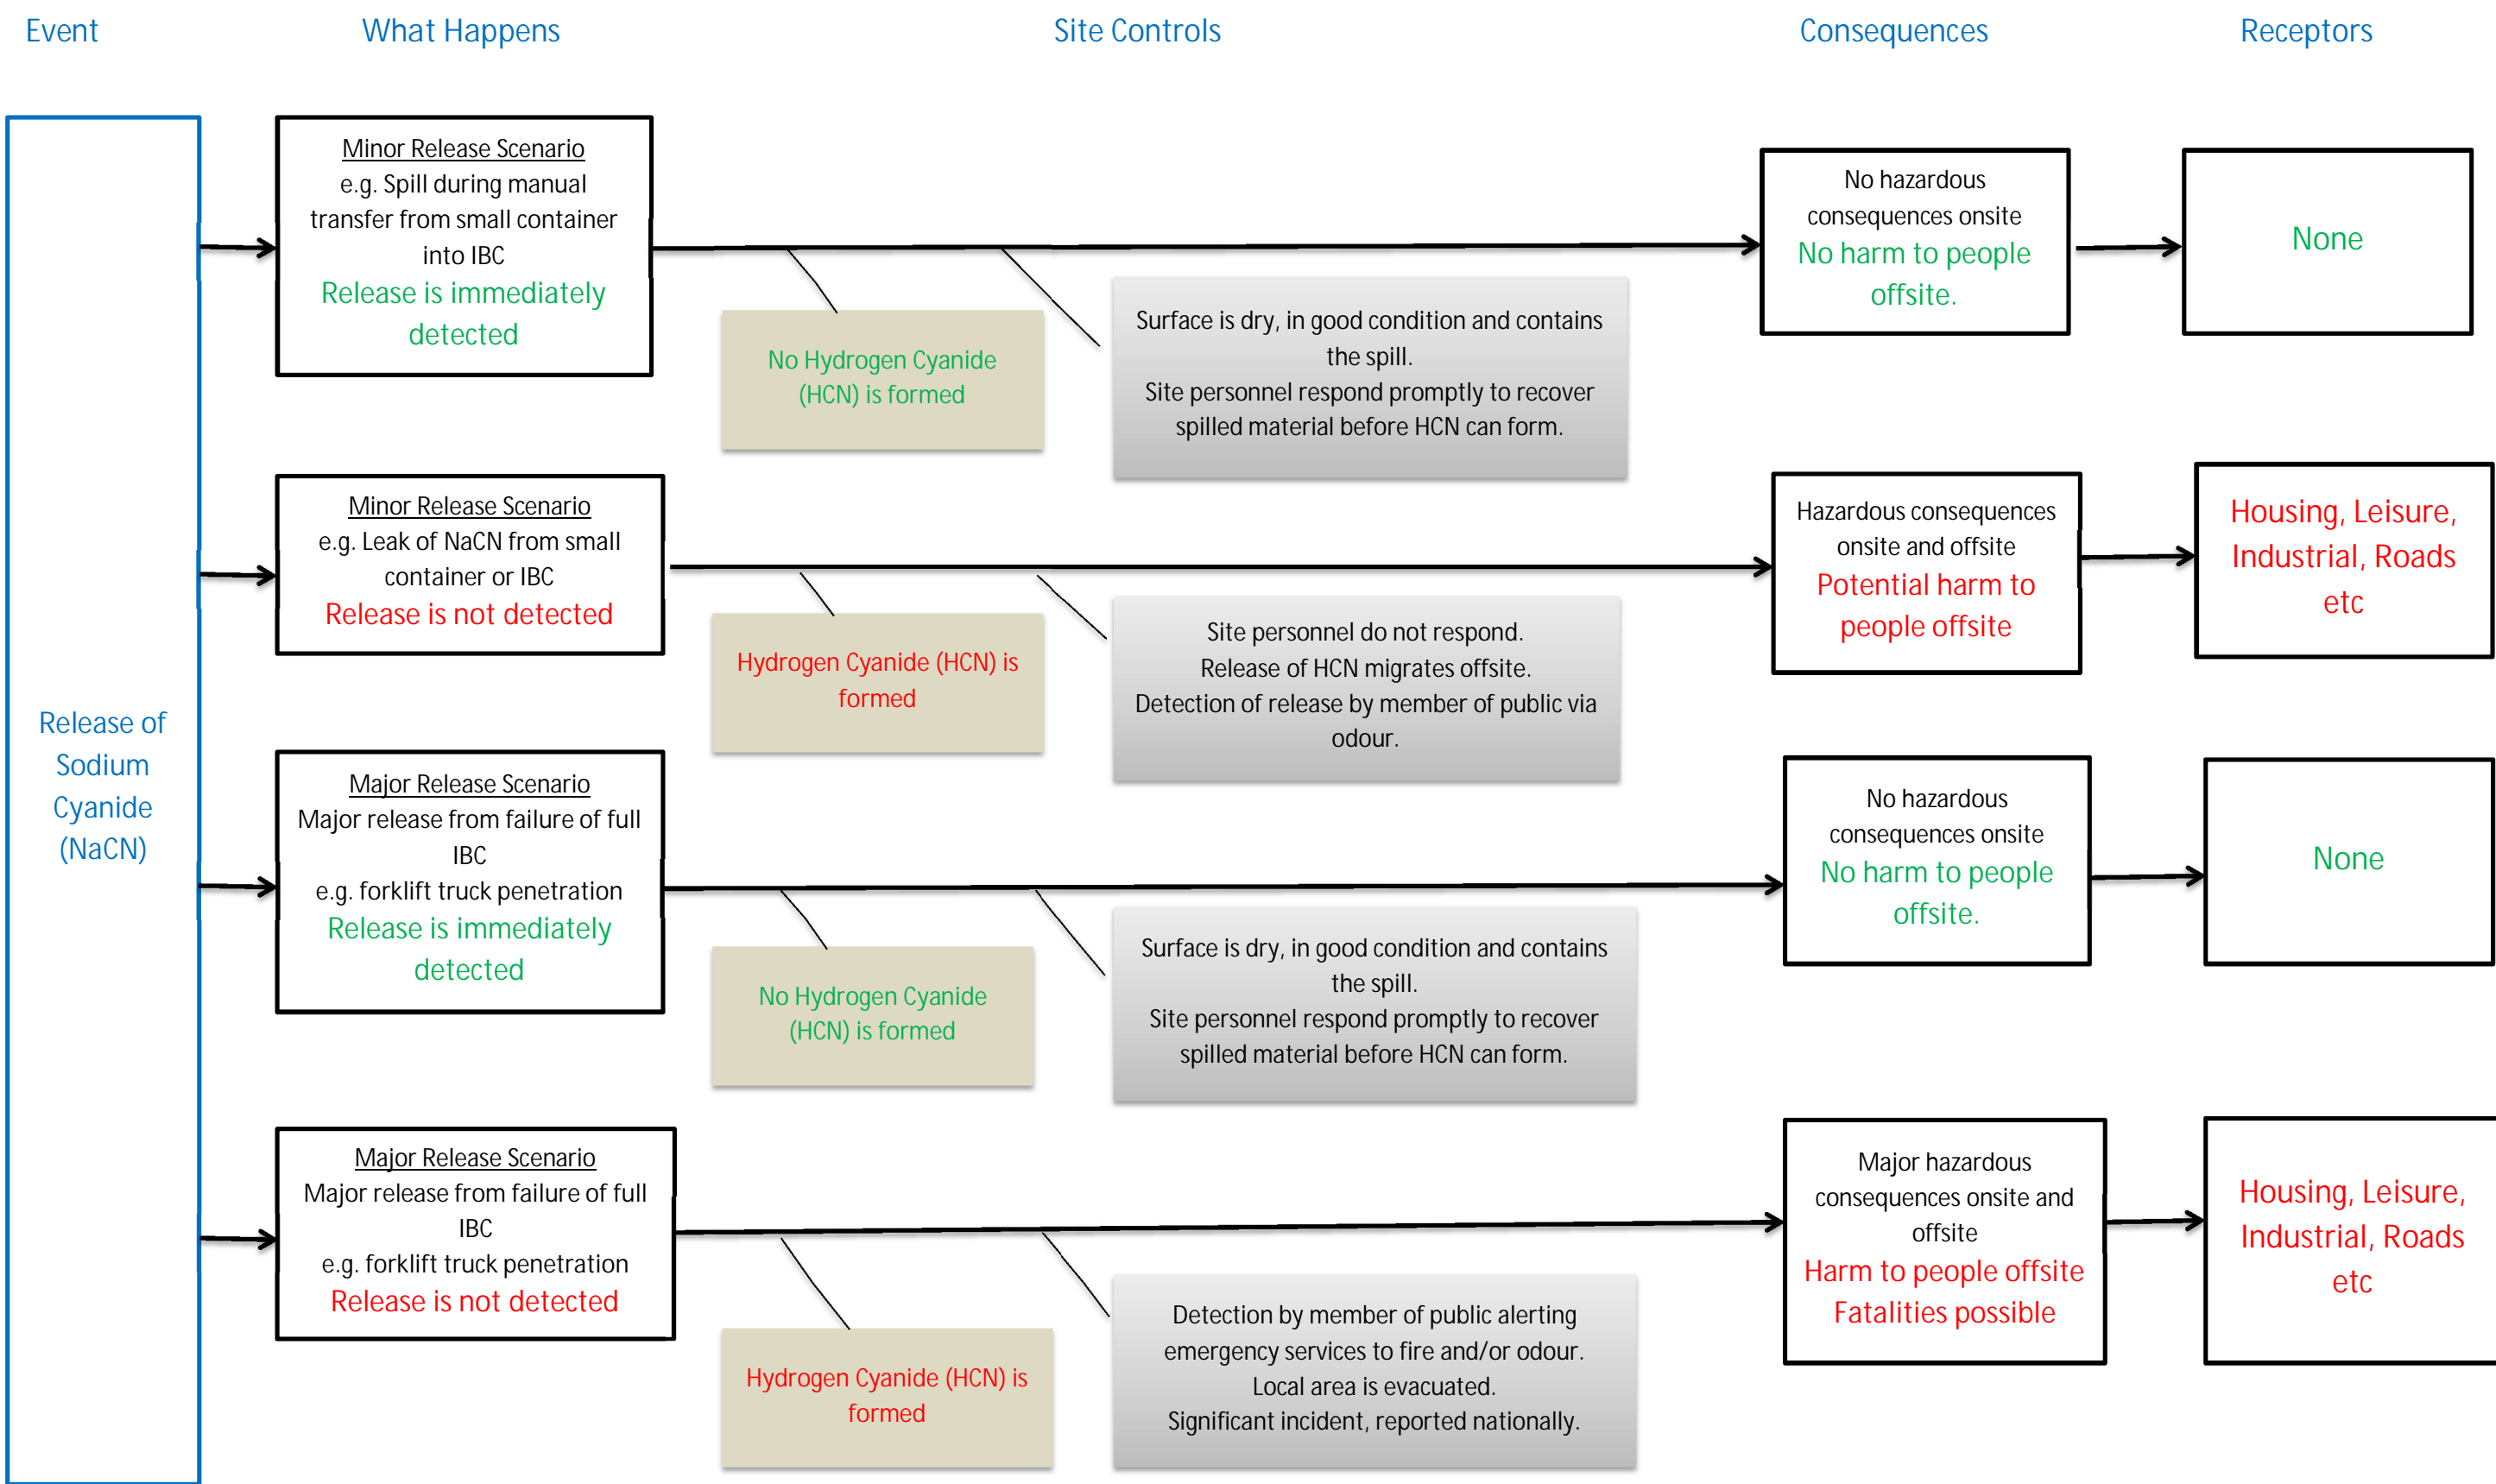 Event
What Happens
Site Controls
Consequences
Receptors
Release of
Sodium
Cyanide
(NaCN)
Minor Release Scenario
e.g. Spill during manual
transfer from small container
into IBC
Release is immediately
detected
No Hydrogen Cyanide
(HCN) is formed
Surface is dry, in good condition and contains
the spill.
Site personnel respond promptly to recover
spilled material before HCN can form.
No hazardous
consequences onsite
No harm to people
offsite.
None
Minor Release Scenario
e.g. Leak of NaCN from small
container or IBC
Release is not detected
Hydrogen Cyanide (HCN) is
formed
Site personnel do not respond.
Release of HCN migrates offsite.
Detection of release by member of public via
odour.
Hazardous consequences
onsite and offsite
Potential harm to
people offsite
Housing, Leisure,
Industrial, Roads
etc
Major Release Scenario
Major release from failure of full
IBC
e.g. forklift truck penetration
Release is immediately
detected
No Hydrogen Cyanide
(HCN) is formed
Surface is dry, in good condition and contains
the spill.
Site personnel respond promptly to recover
spilled material before HCN can form.
No hazardous
consequences onsite
No harm to people
offsite.
None
Major Release Scenario
Major release from failure of full
IBC
e.g. forklift truck penetration
Release is not detected
Hydrogen Cyanide (HCN) is
formed
Detection by member of public alerting
emergency services to fire and/or odour.
Local area is evacuated.
Significant incident, reported nationally.
Major hazardous
consequences onsite and
offsite
Harm to people offsite
Fatalities possible
Housing, Leisure,
Industrial, Roads
etc